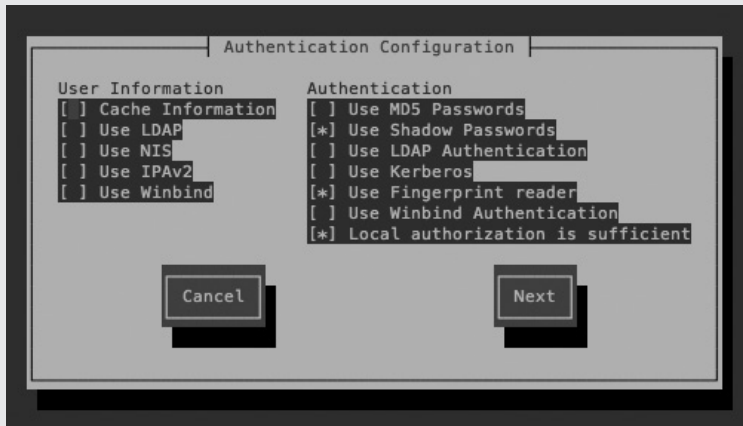 Authentication Configuration
User Information
[ ] Cache Information
[ ] Use LDAP
[ ] Use NIS
[ ] Use IPAv2
[ ] Use Winbind
Authentication
[ ] Use MD5 Passwords
[*] Use Shadow Passwords
[ ] Use LDAP Authentication
[ ] Use Kerberos
[*] Use Fingerprint reader
[ ] Use Winbind Authentication
[*] Local authorization is sufficient
Cancel
Next